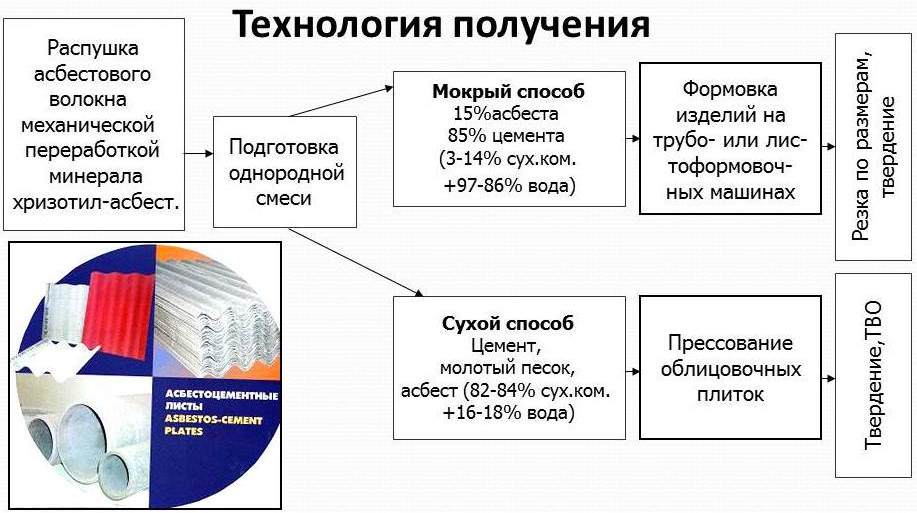 Технология получения
Распушка
асбестового
волокна
механической
переработкой
минерала
хризотил-асбест.
Подготовка
однородной
смеси
Мокрый способ
15%асбеста
85% цемента
(3-14% сух.ком.
+97-86% вода)
Формовка
изделий на
трубо- или лис-
тоформовоч-
ных машинах
Резка по размерам,
твердение
Сухой способ
Цемент,
молотый песок,
асбест (82-84% сух.ком.
+16-18% вода)
Прессование
облицовочных
плиток
Твердение,ТВО
АСБЕСТОЦЕМЕНТНЫЕ
ЛИСТЫ
ASBESTOS-CEMENT
PLATES